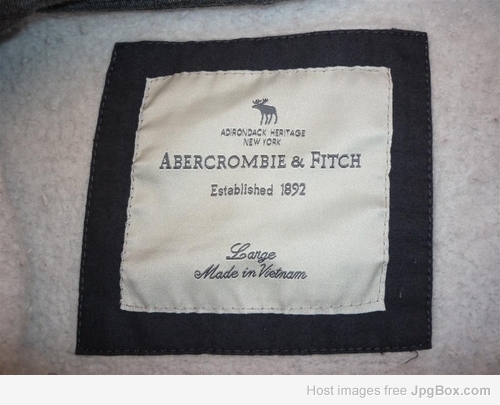 ADIRONDACK HERITAGE
NEW YORK
ABERCROMBIE & FITCH
Established 1892
Large
Made in Vietnam
Host images free JpgBox.com